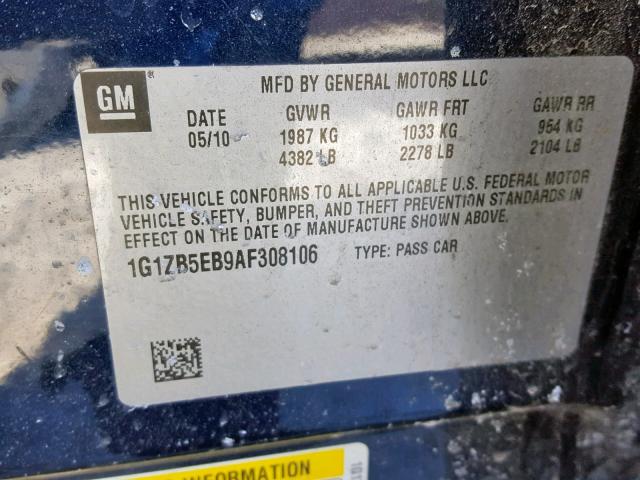 GM
MFD BY GENERAL MOTORS LLC
DATE GVWR GAWR FRT GAWR RR
05/10 1987 KG 1033 KG 954 KG
4382 LB 2278 LB 2104 LB
THIS VEHICLE CONFORMS TO ALL APPLICABLE U.S. FEDERAL MOTOR
VEHICLE SAFETY, BUMPER, AND THEFT PREVENTION STANDARDS IN
EFFECT ON THE DATE OF MANUFACTURE SHOWN ABOVE.
1G1ZB5EB9AF308106 TYPE: PASS CAR
INFORMATION